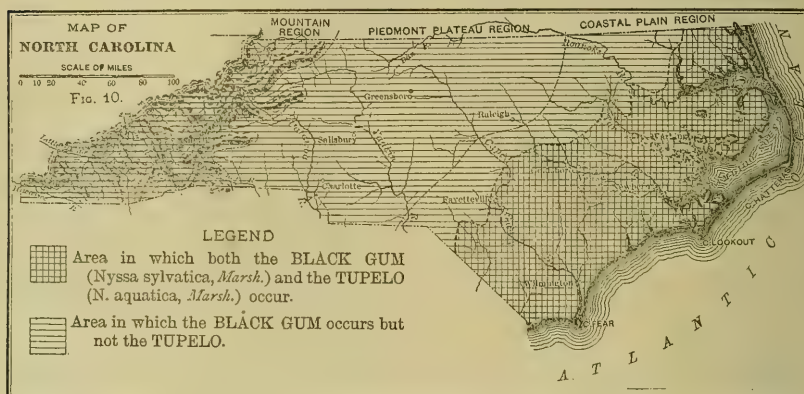 MAP OF
NORTH CAROLINA
SCALE OF MILES
0 10 20 40 60 80 100
FIG. 10.
MOUNTAIN
REGION
PIEDMONT PLATEAU REGION
COASTAL PLAIN REGION
Roanoke
Greensboro
Raleigh
Salisbury
Charlotte
Fayetteville
Wilmington
C. HATTERAS
C. LOOKOUT
C. FEAR
ATLANTIC
LEGEND
Area in which both the BLACK GUM
(Nyssa sylvatica, Marsh.) and the TUPELO
(N. aquatica, Marsh.) occur.
Area in which the BLACK GUM occurs but
not the TUPELO.